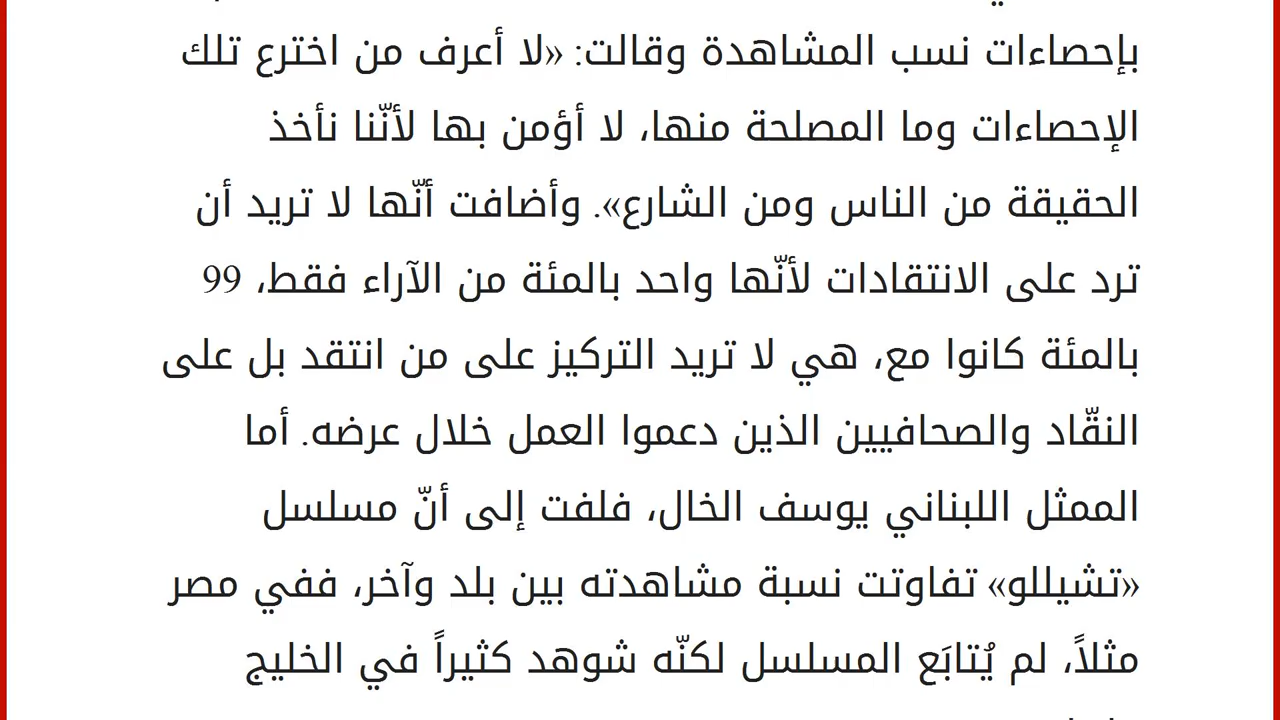 بإحصاءات نسب المشاهدة وقالت: «لا أعرف من اخترع تلك
الإحصاءات وما المصلحة منها، لا أؤمن بها لأنّنا نأخذ
الحقيقة من الناس ومن الشارع». وأضافت أنّها لا تريد أن
ترد على الانتقادات لأنّها واحد بالمئة من الآراء فقط، 99
بالمئة كانوا مع، هي لا تريد التركيز على من انتقد بل على
النقّاد والصحافيين الذين دعموا العمل خلال عرضه. أما
الممثل اللبناني يوسف الخال، فلفت إلى أنّ مسلسل
«تشيللو» تفاوتت نسبة مشاهدته بين بلد وآخر، ففي مصر
مثلاً، لم يُتابَع المسلسل لكنّه شوهد كثيراً في الخليج